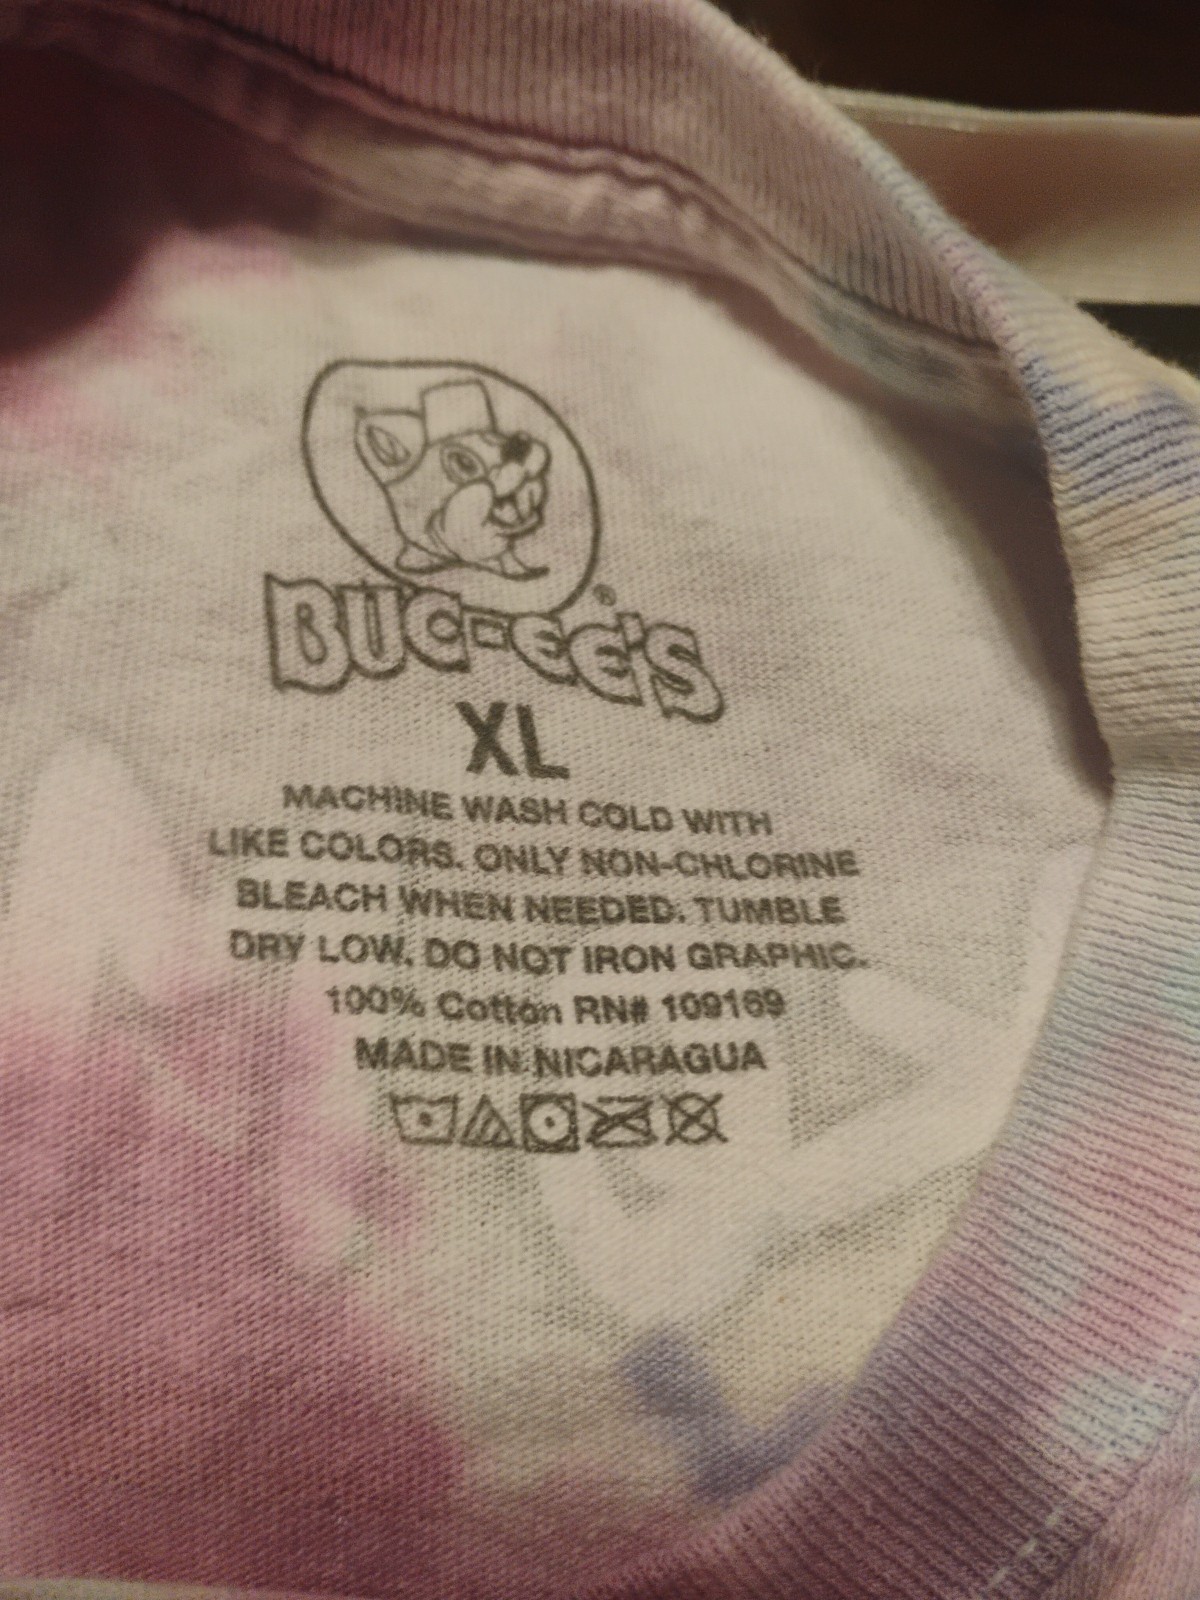 BUC-EE'S®
XL
MACHINE WASH COLD WITH
LIKE COLORS. ONLY NON-CHLORINE
BLEACH WHEN NEEDED. TUMBLE
DRY LOW. DO NOT IRON GRAPHIC.
100% Cotton RN# 109169
MADE IN NICARAGUA